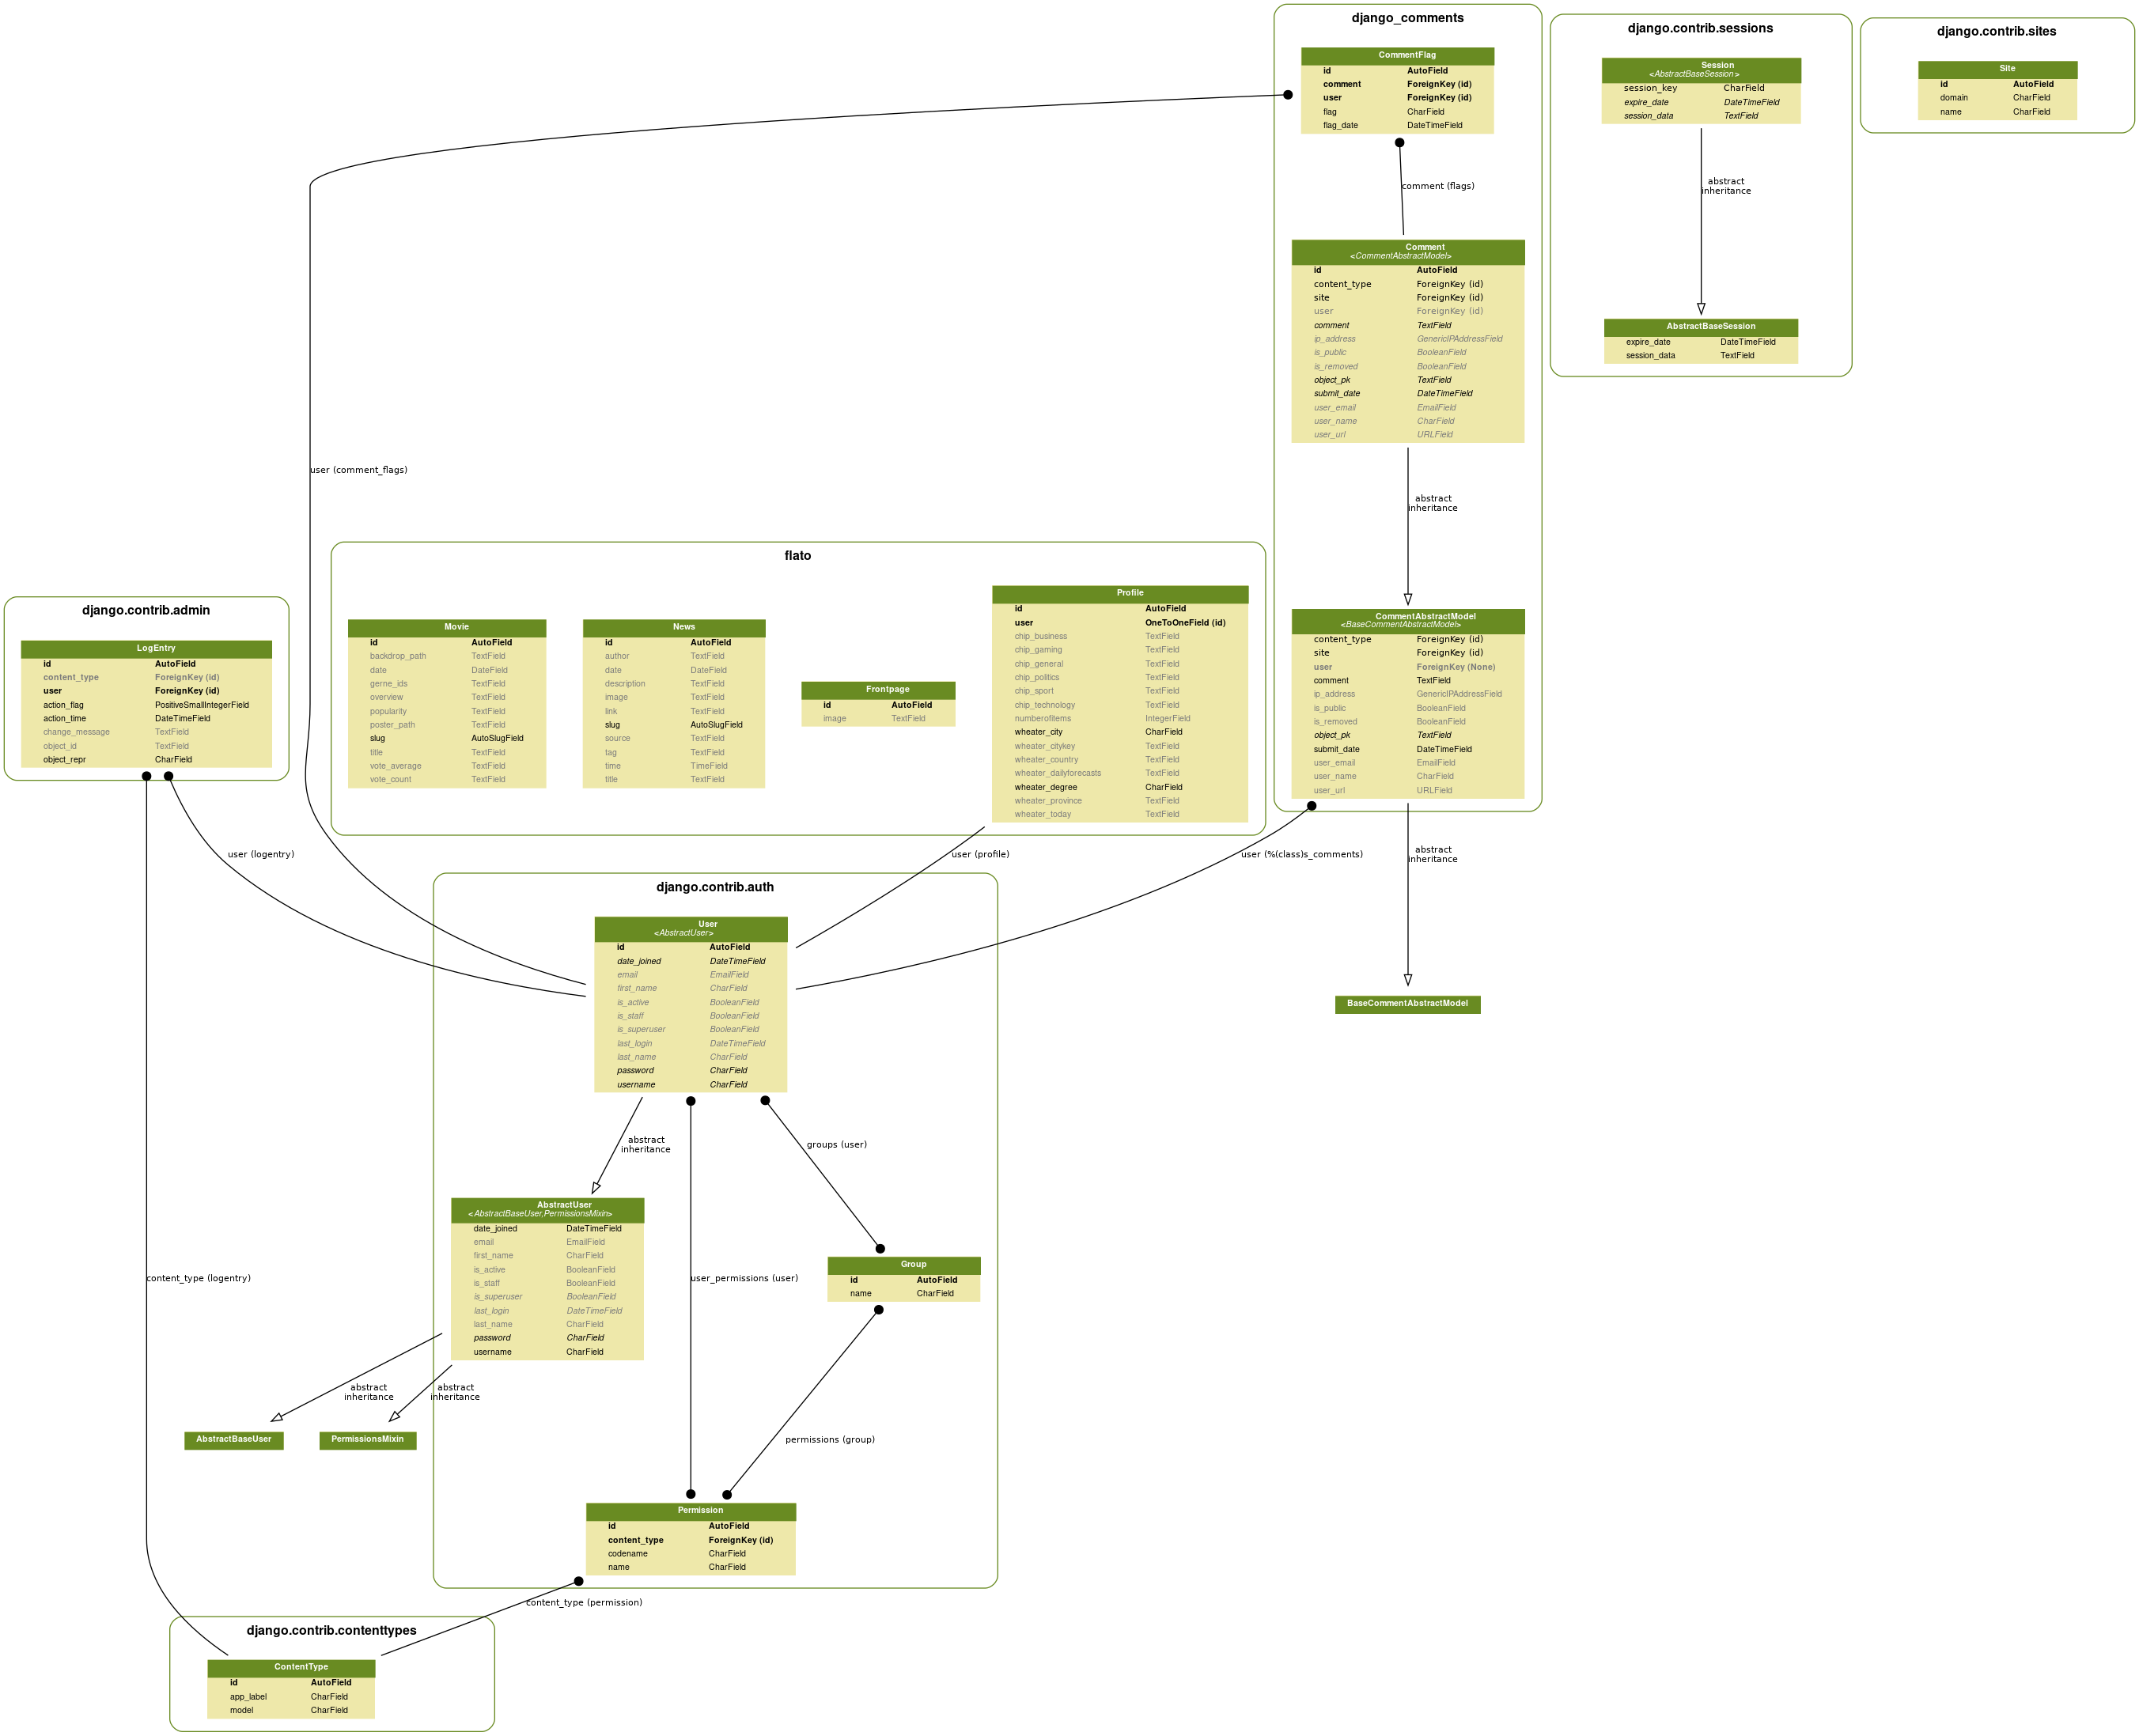 django_comments
CommentFlag
id AutoField
comment ForeignKey (id)
user ForeignKey (id)
flag CharField
flag_date DateTimeField
comment (flags)
Comment
<CommentAbstractModel>
id AutoField
content_type ForeignKey (id)
site ForeignKey (id)
user ForeignKey (id)
comment TextField
ip_address GenericIPAddressField
is_public BooleanField
is_removed BooleanField
object_pk TextField
submit_date DateTimeField
user_email EmailField
user_name CharField
user_url URLField
abstract
inheritance
CommentAbstractModel
<BaseCommentAbstractModel>
content_type ForeignKey (id)
site ForeignKey (id)
user ForeignKey (None)
comment TextField
ip_address GenericIPAddressField
is_public BooleanField
is_removed BooleanField
object_pk TextField
submit_date DateTimeField
user_email EmailField
user_name CharField
user_url URLField
abstract
inheritance
BaseCommentAbstractModel
django.contrib.sessions
Session
<AbstractBaseSession>
session_key CharField
expire_date DateTimeField
session_data TextField
abstract
inheritance
AbstractBaseSession
expire_date DateTimeField
session_data TextField
django.contrib.sites
Site
id AutoField
domain CharField
name CharField
user (comment_flags)
flato
Movie
id AutoField
backdrop_path TextField
date DateField
gerne_ids TextField
overview TextField
popularity TextField
poster_path TextField
slug AutoSlugField
title TextField
vote_average TextField
vote_count TextField
News
id AutoField
author TextField
date DateField
description TextField
image TextField
link TextField
slug AutoSlugField
source TextField
tag TextField
time TimeField
title TextField
Frontpage
id AutoField
image TextField
Profile
id AutoField
user OneToOneField (id)
chip_business TextField
chip_gaming TextField
chip_general TextField
chip_politics TextField
chip_sport TextField
chip_technology TextField
numberofitems IntegerField
wheater_city CharField
wheater_citykey TextField
wheater_country TextField
wheater_dailyforecasts TextField
wheater_degree CharField
wheater_province TextField
wheater_today TextField
django.contrib.admin
LogEntry
id AutoField
content_type ForeignKey (id)
user ForeignKey (id)
action_flag PositiveSmallIntegerField
action_time DateTimeField
change_message TextField
object_id TextField
object_repr CharField
user (logentry)
user (profile)
user (%(class)s_comments)
django.contrib.auth
User
<AbstractUser>
id AutoField
date_joined DateTimeField
email EmailField
first_name CharField
is_active BooleanField
is_staff BooleanField
is_superuser BooleanField
last_login DateTimeField
last_name CharField
password CharField
username CharField
abstract
inheritance
groups (user)
AbstractUser
<AbstractBaseUser,PermissionsMixin>
date_joined DateTimeField
email EmailField
first_name CharField
is_active BooleanField
is_staff BooleanField
is_superuser BooleanField
last_login DateTimeField
last_name CharField
password CharField
username CharField
content_type (logentry)
user_permissions (user)
Group
id AutoField
name CharField
abstract
inheritance
abstract
inheritance
AbstractBaseUser
PermissionsMixin
permissions (group)
Permission
id AutoField
content_type ForeignKey (id)
codename CharField
name CharField
content_type (permission)
django.contrib.contenttypes
ContentType
id AutoField
app_label CharField
model CharField